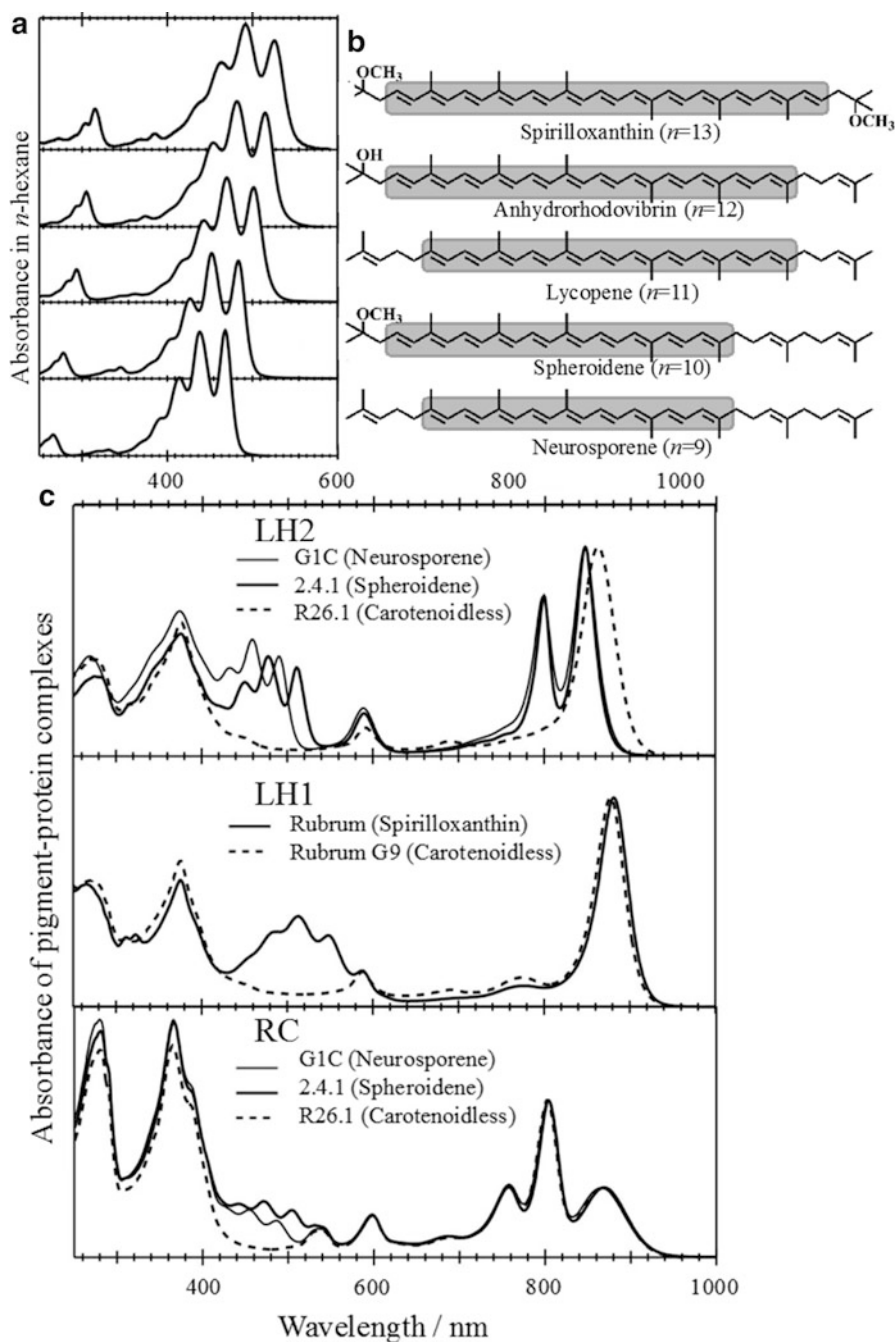 a
b
Absorbance in n-hexane
OCH3
OCH3
Spirilloxanthin (n=13)
OH
Anhydrorhodovibrin (n=12)
Lycopene (n=11)
OCH3
Spheroidene (n=10)
Neurosporene (n=9)
400 600 800 1000
c
LH2
G1C (Neurosporene)
2.4.1 (Spheroidene)
R26.1 (Carotenoidless)
LH1
Rubrum (Spirilloxanthin)
Rubrum G9 (Carotenoidless)
RC
G1C (Neurosporene)
2.4.1 (Spheroidene)
R26.1 (Carotenoidless)
Absorbance of pigment-protein complexes
400 600 800 1000
Wavelength / nm